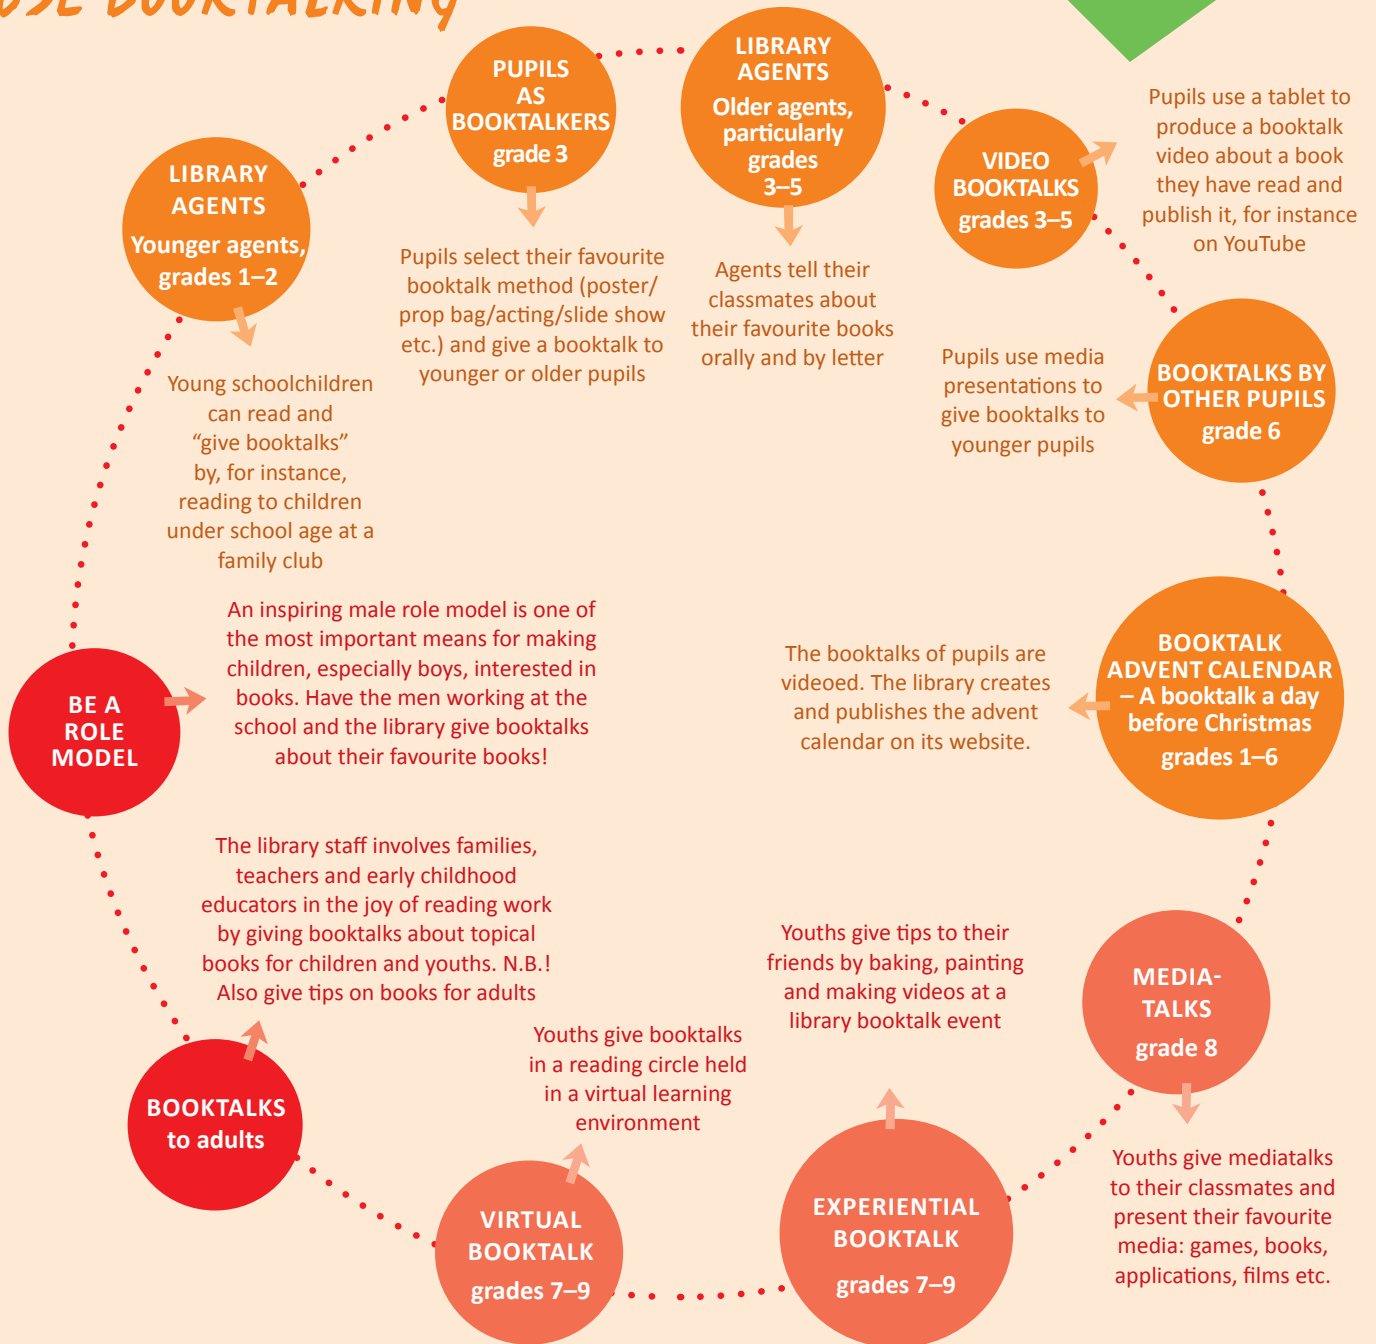 USE BOOKTALKING
PUPILS
AS
BOOKTALKERS
grade 3
Pupils select their favourite
booktalk method (poster/
prop bag/acting/slide show
etc.) and give a booktalk to
younger or older pupils
LIBRARY
AGENTS
Older agents,
particularly
grades
3–5
Agents tell their
classmates about
their favourite books
orally and by letter
VIDEO
BOOKTALKS
grades 3–5
Pupils use a tablet to
produce a booktalk
video about a book
they have read and
publish it, for instance
on YouTube
LIBRARY
AGENTS
Younger agents,
grades 1–2
Young schoolchildren
can read and
“give booktalks”
by, for instance,
reading to children
under school age at a
family club
BOOKTALKS BY
OTHER PUPILS
grade 6
Pupils use media
presentations to
give booktalks to
younger pupils
BE A
ROLE
MODEL
An inspiring male role model is one of
the most important means for making
children, especially boys, interested in
books. Have the men working at the
school and the library give booktalks
about their favourite books!
BOOKTALK
ADVENT CALENDAR
– A booktalk a day
before Christmas
grades 1–6
The booktalks of pupils are
videoed. The library creates
and publishes the advent
calendar on its website.
The library staff involves families,
teachers and early childhood
educators in the joy of reading work
by giving booktalks about topical
books for children and youths. N.B.!
Also give tips on books for adults
BOOKTALKS
to adults
Youths give booktalks
in a reading circle held
in a virtual learning
environment
VIRTUAL
BOOKTALK
grades 7–9
Youths give tips to their
friends by baking, painting
and making videos at a
library booktalk event
EXPERIENTIAL
BOOKTALK
grades 7–9
MEDIA-
TALKS
grade 8
Youths give mediatalks
to their classmates and
present their favourite
media: games, books,
applications, films etc.